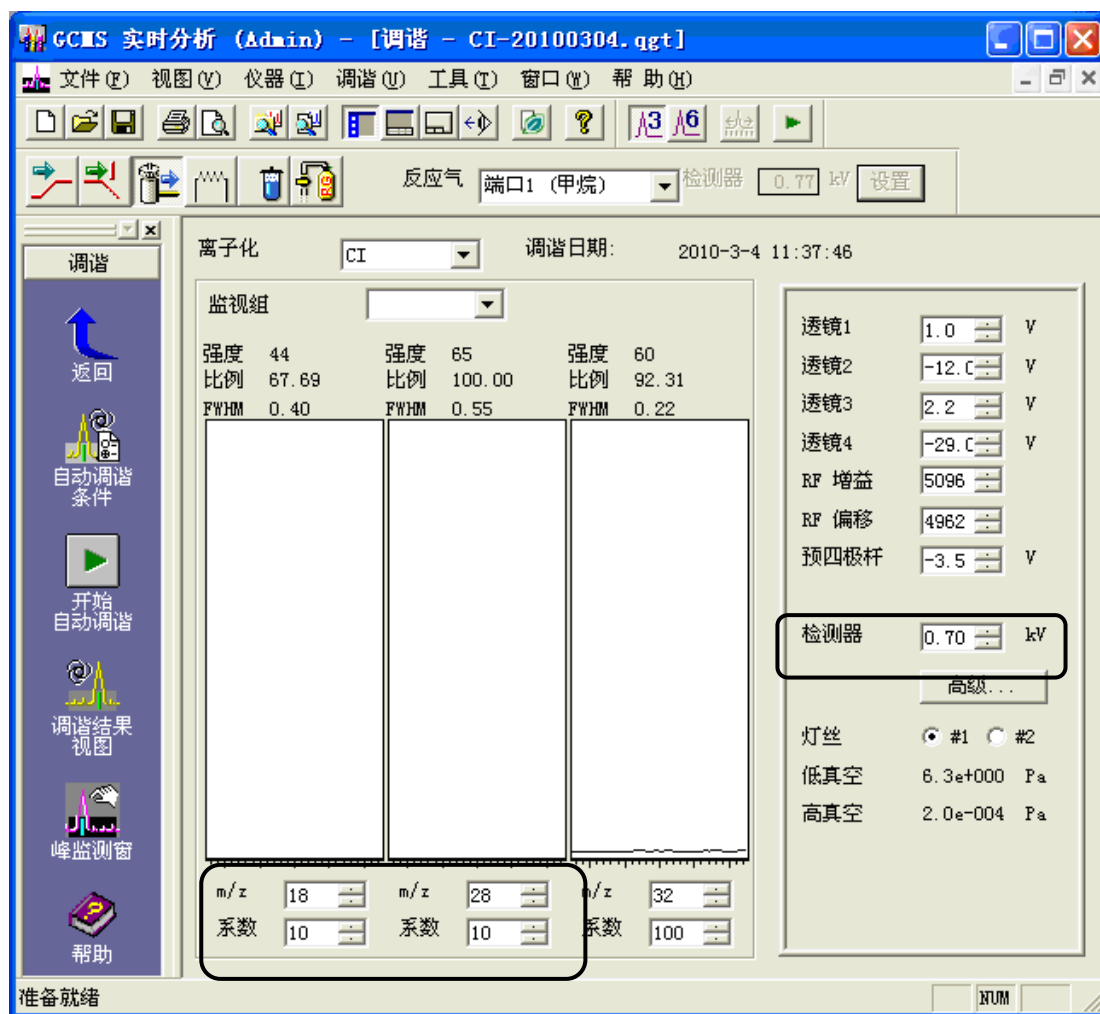 GCMS 实时分析 (Admin) - [调谐 - CI-20100304.qgt]
文件(F) 视图(V) 仪器(I) 调谐(U) 工具(T) 窗口(W) 帮 助(H)
反应气 端口1 (甲烷) 检测器 0.77 kV 设置
调谐
返回
自动调谐
条件
开始
自动调谐
调谐结果
视图
峰监测窗
帮助
离子化 CI 调谐日期: 2010-3-4 11:37:46
监视组
强度 44 强度 65 强度 60
比例 67.69 比例 100.00 比例 92.31
FWHM 0.40 FWHM 0.55 FWHM 0.22
m/z 18 m/z 28 m/z 32
系数 10 系数 10 系数 100
透镜1 1.0 V
透镜2 -12.0 V
透镜3 2.2 V
透镜4 -29.0 V
RF 增益 5096
RF 偏移 4962
预四极杆 -3.5 V
检测器 0.70 kV
高级...
灯丝 #1 #2
低真空 6.3e+000 Pa
高真空 2.0e-004 Pa
准备就绪 NUM